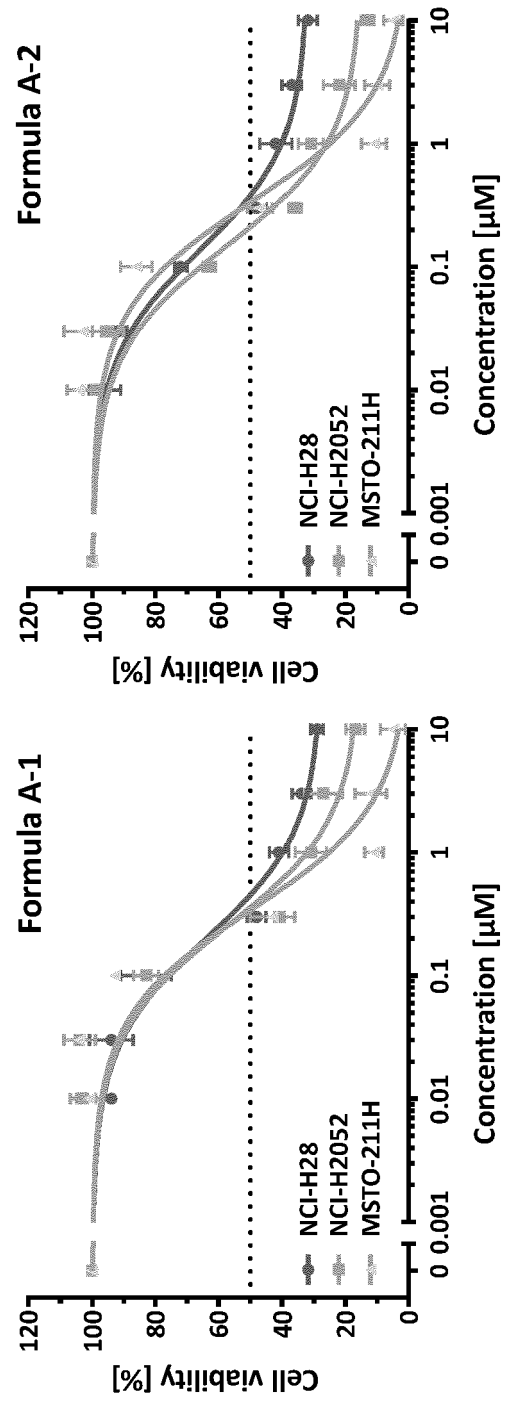 Formula A-1
Cell viability [%]
120
100
80
60
40
20
0
NCI-H28
NCI-H2052
MSTO-211H
0 0.001 0.01 0.1 1 10
Concentration [µM]
Formula A-2
Cell viability [%]
120
100
80
60
40
20
0
NCI-H28
NCI-H2052
MSTO-211H
0 0.001 0.01 0.1 1 10
Concentration [µM]